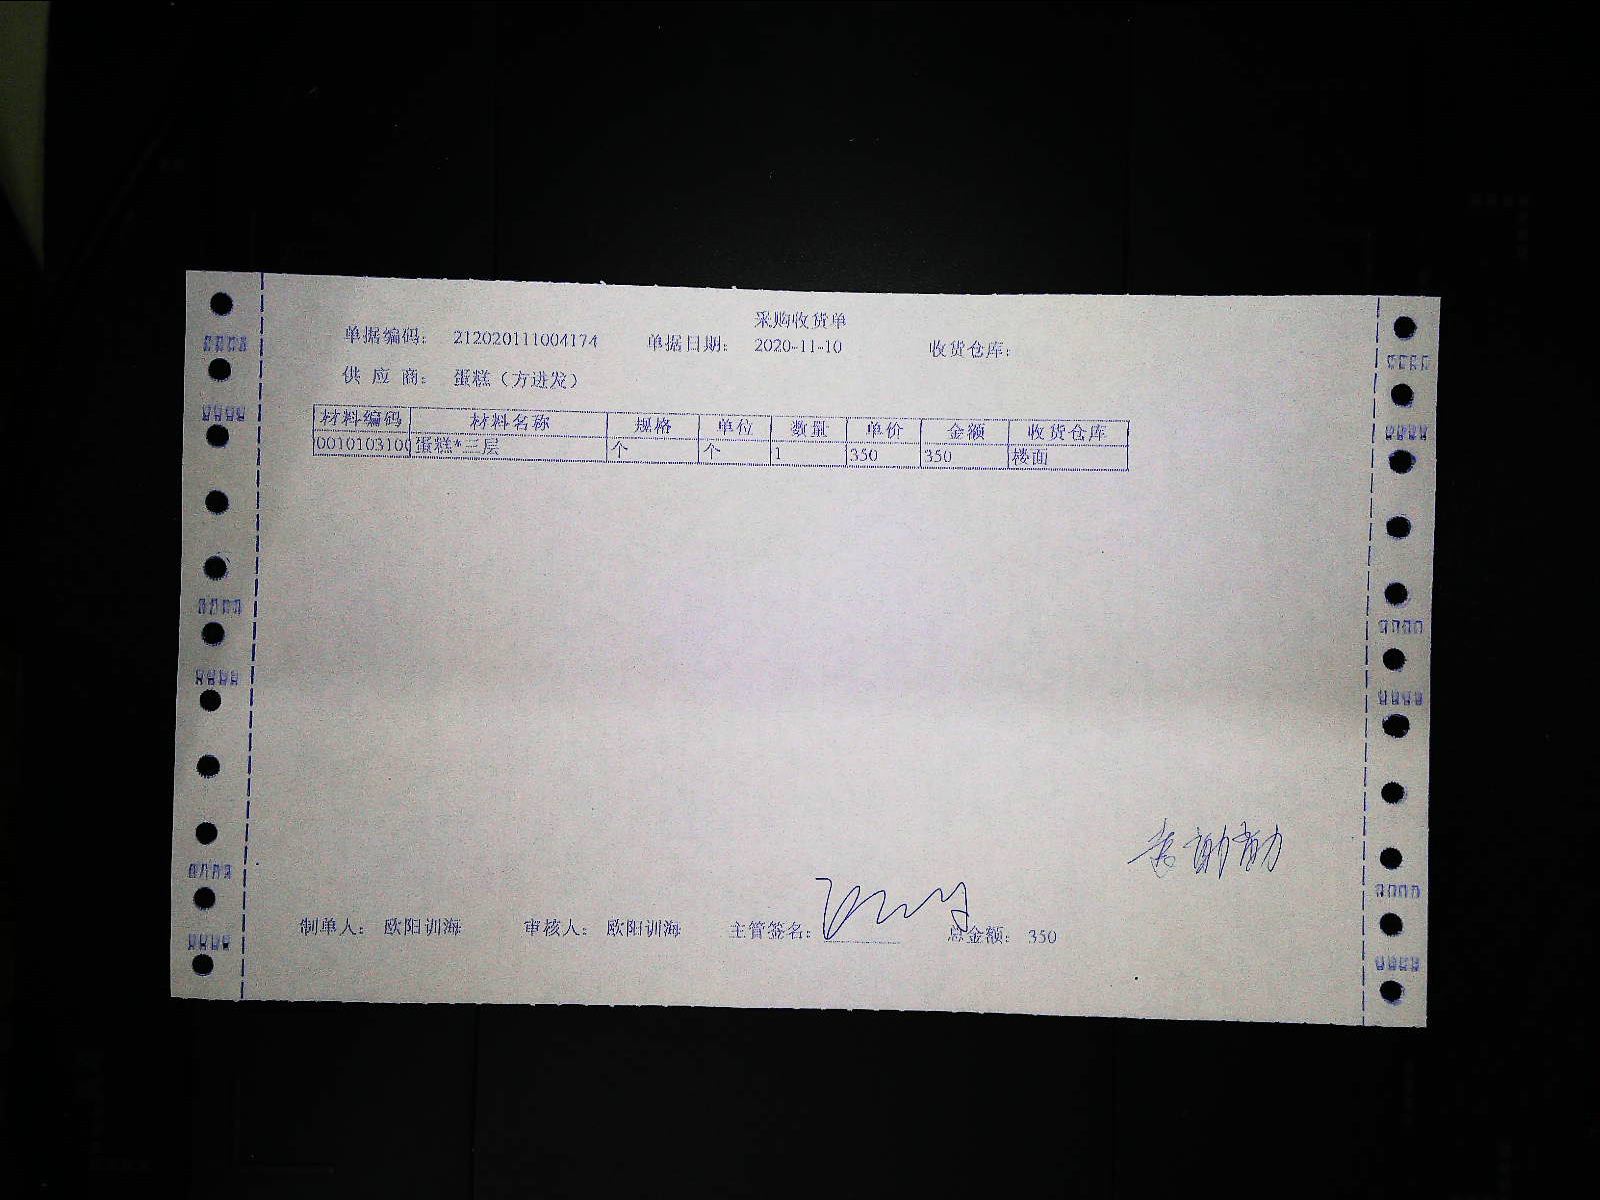 采购收货单
单据编码： 212020111004174 单据日期： 2020-11-10 收货仓库：
供 应 商： 蛋糕（方进发）
材料编码 材料名称 规格 单位 数量 单价 金额 收货仓库
0010103100 蛋糕*三层 个 个 1 350 350 楼面
制单人： 欧阳训海 审核人： 欧阳训海 主管签名： 总金额： 350